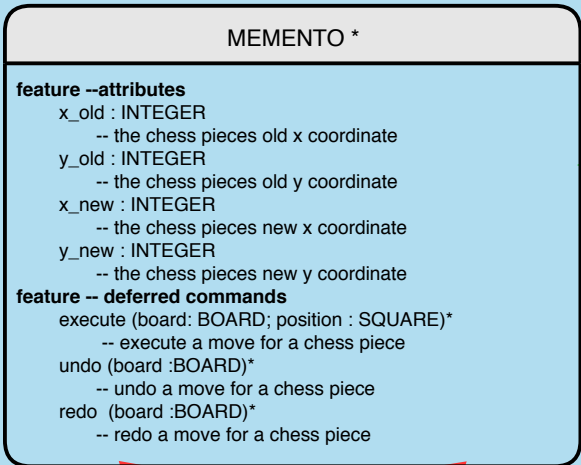 MEMENTO *
feature --attributes
x_old : INTEGER
-- the chess pieces old x coordinate
y_old : INTEGER
-- the chess pieces old y coordinate
x_new : INTEGER
-- the chess pieces new x coordinate
y_new : INTEGER
-- the chess pieces new y coordinate
feature -- deferred commands
execute (board: BOARD; position : SQUARE)*
-- execute a move for a chess piece
undo (board :BOARD)*
-- undo a move for a chess piece
redo (board :BOARD)*
-- redo a move for a chess piece